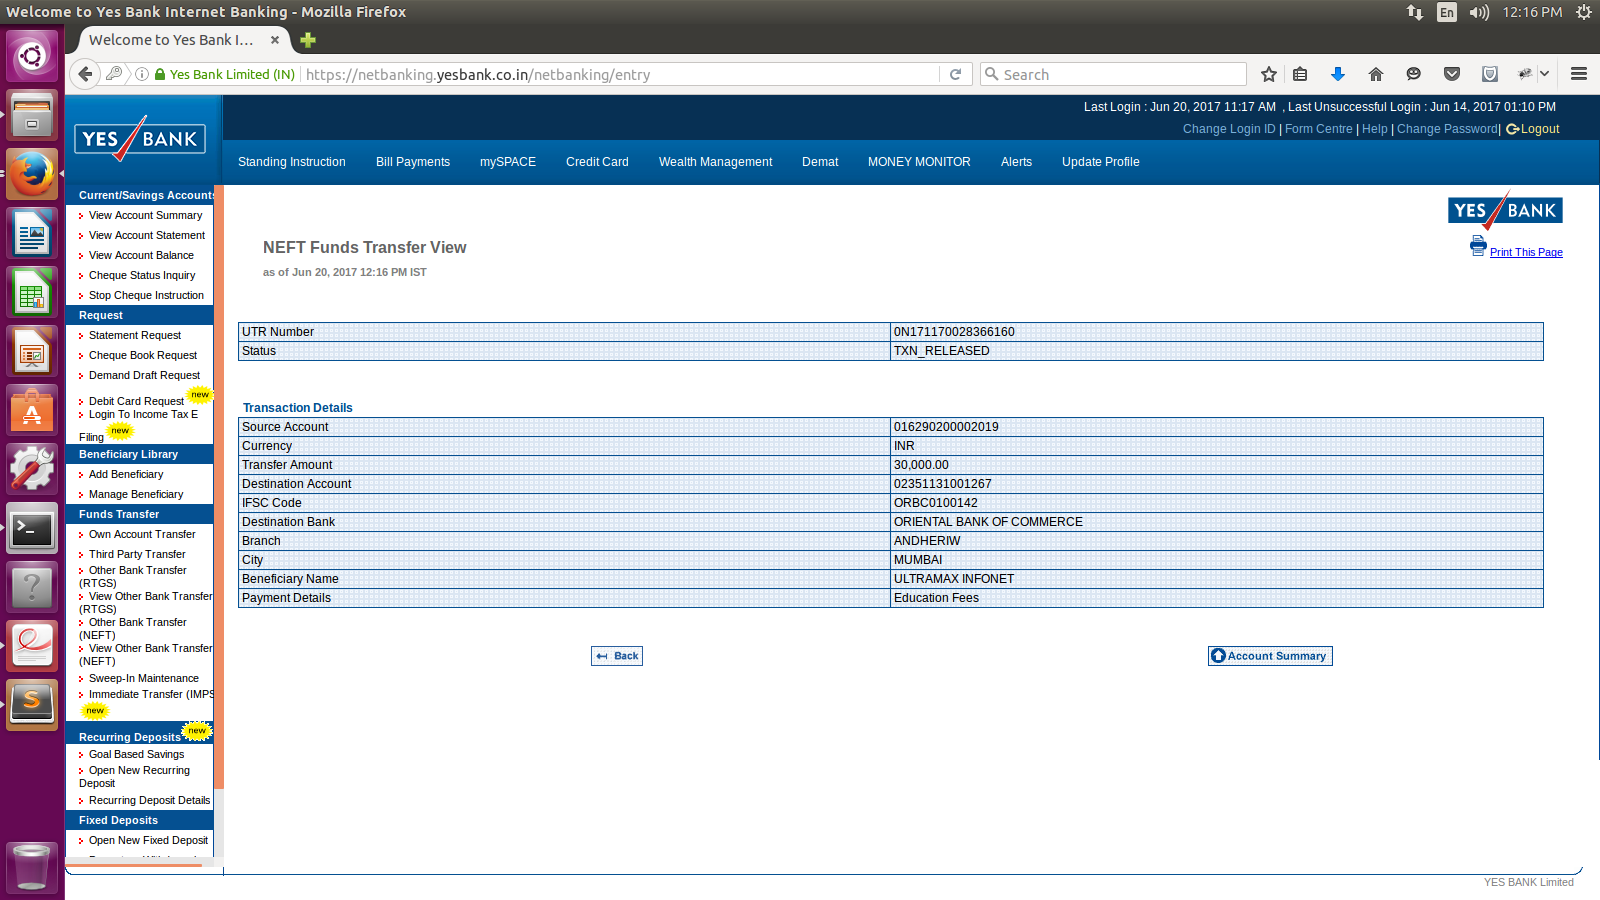 Welcome to Yes Bank Internet Banking - Mozilla Firefox
En
12:16 PM
Welcome to Yes Bank I...
Yes Bank Limited (IN)
https://netbanking.yesbank.co.in/netbanking/entry
Search
YES BANK
Last Login : Jun 20, 2017 11:17 AM , Last Unsuccessful Login : Jun 14, 2017 01:10 PM
Change Login ID | Form Centre | Help | Change Password| Logout
Standing Instruction Bill Payments mySPACE Credit Card Wealth Management Demat MONEY MONITOR Alerts Update Profile
Current/Savings Accounts
View Account Summary
View Account Statement
View Account Balance
Cheque Status Inquiry
Stop Cheque Instruction
Request
Statement Request
Cheque Book Request
Demand Draft Request
Debit Card Request new
Login To Income Tax E
Filing new
Beneficiary Library
Add Beneficiary
Manage Beneficiary
Funds Transfer
Own Account Transfer
Third Party Transfer
Other Bank Transfer
(RTGS)
View Other Bank Transfer
(RTGS)
Other Bank Transfer
(NEFT)
View Other Bank Transfer
(NEFT)
Sweep-In Maintenance
Immediate Transfer (IMPS
new
Recurring Deposits new
Goal Based Savings
Open New Recurring
Deposit
Recurring Deposit Details
Fixed Deposits
Open New Fixed Deposit
YES BANK
Print This Page
NEFT Funds Transfer View
as of Jun 20, 2017 12:16 PM IST
UTR Number 0N171170028366160
Status TXN_RELEASED
Transaction Details
Source Account 016290200002019
Currency INR
Transfer Amount 30,000.00
Destination Account 02351131001267
IFSC Code ORBC0100142
Destination Bank ORIENTAL BANK OF COMMERCE
Branch ANDHERIW
City MUMBAI
Beneficiary Name ULTRAMAX INFONET
Payment Details Education Fees
Back
Account Summary
YES BANK Limited